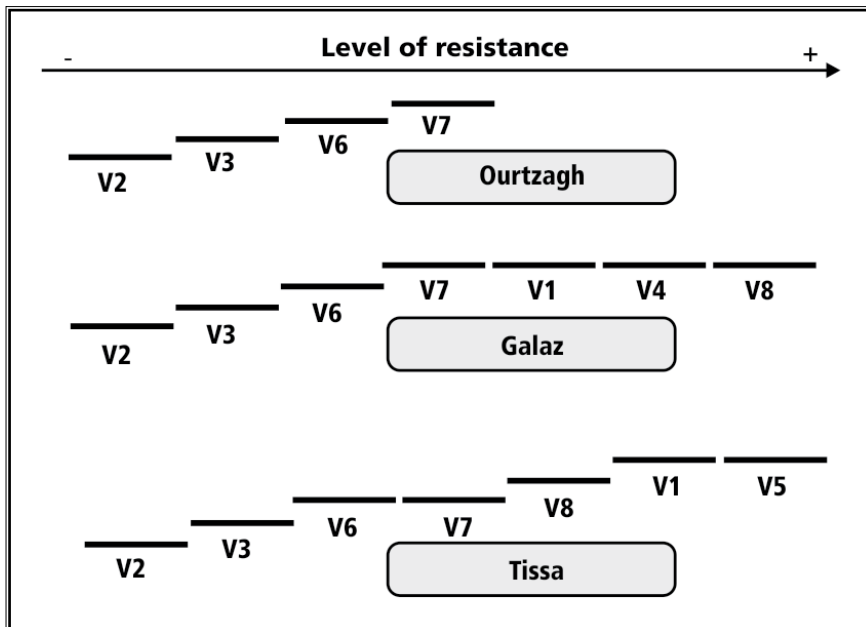 Level of resistance
- +
V7
V6
V3
V2
Ourtzagh
V7 V1 V4 V8
V6
V3
V2
Galaz
V1 V5
V8
V6 V7
V3
V2
Tissa